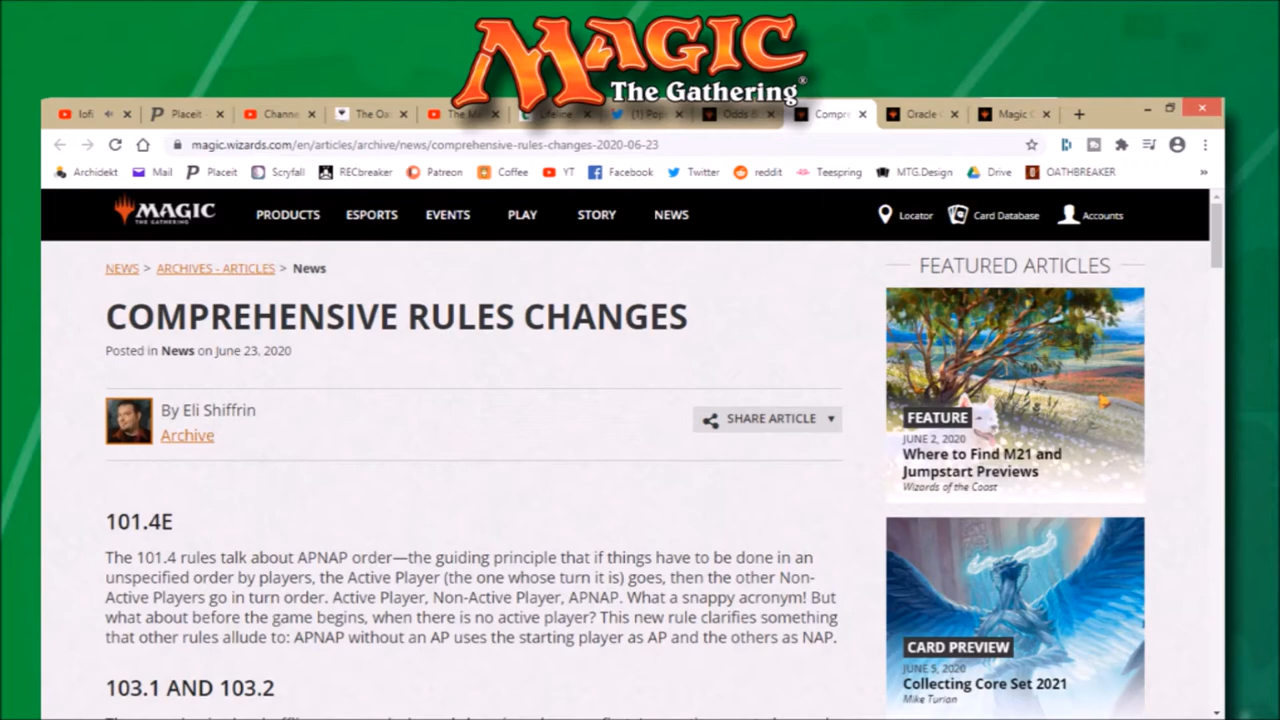 MAGIC
The Gathering®
lofi
Placeit -
Channe
The Oa
The Ma
Lifeline
(1) Pop
Odds &
Compr
Oracle
Magic
magic.wizards.com/en/articles/archive/news/comprehensive-rules-changes-2020-06-23
Archidekt
Mail
Placeit
Scryfall
RECbreaker
Patreon
Coffee
YT
Facebook
Twitter
reddit
Teespring
MTG.Design
Drive
OATHBREAKER
»
MAGIC
THE GATHERING
PRODUCTS
ESPORTS
EVENTS
PLAY
STORY
NEWS
Locator
Card Database
Accounts
NEWS > ARCHIVES - ARTICLES > News
COMPREHENSIVE RULES CHANGES
Posted in News on June 23, 2020
By Eli Shiffrin
Archive
SHARE ARTICLE
101.4E
The 101.4 rules talk about APNAP order—the guiding principle that if things have to be done in an
unspecified order by players, the Active Player (the one whose turn it is) goes, then the other Non-
Active Players go in turn order. Active Player, Non-Active Player, APNAP. What a snappy acronym! But
what about before the game begins, when there is no active player? This new rule clarifies something
that other rules allude to: APNAP without an AP uses the starting player as AP and the others as NAP.
103.1 AND 103.2
FEATURED ARTICLES
FEATURE
JUNE 2, 2020
Where to Find M21 and
Jumpstart Previews
Wizards of the Coast
CARD PREVIEW
JUNE 5, 2020
Collecting Core Set 2021
Mike Turian